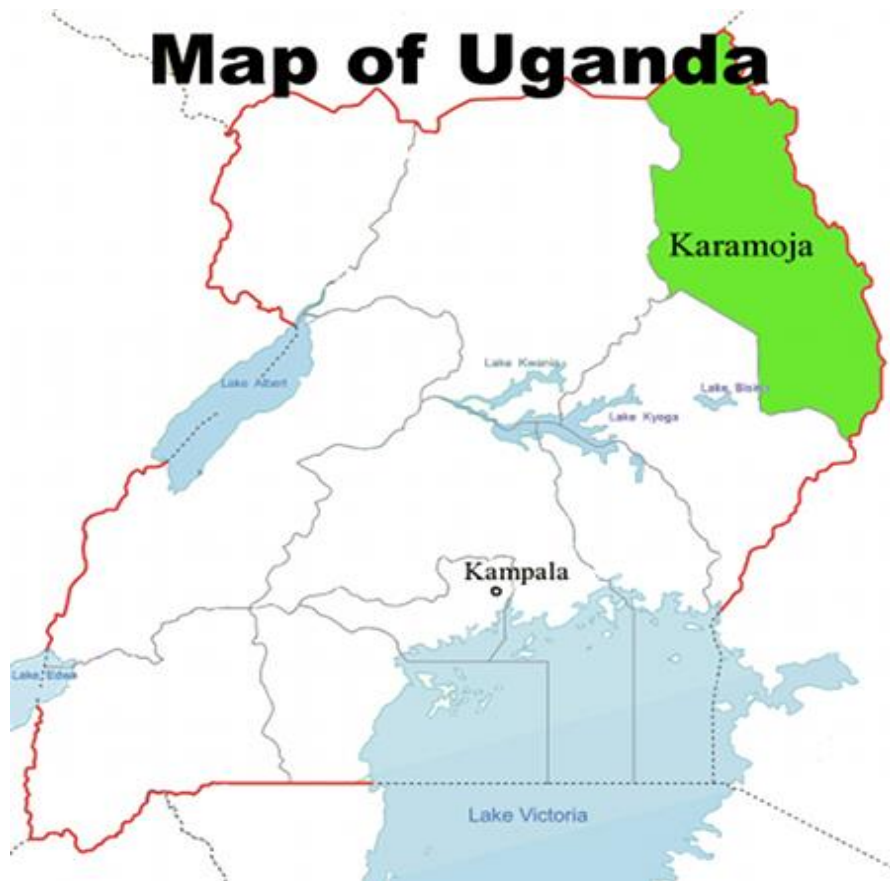 Map of Uganda
Karamoja
Lake Kwania
Lake Albert
Lake Bisina
Lake Kyoga
Kampala
Lake Edwa
Lake Victoria